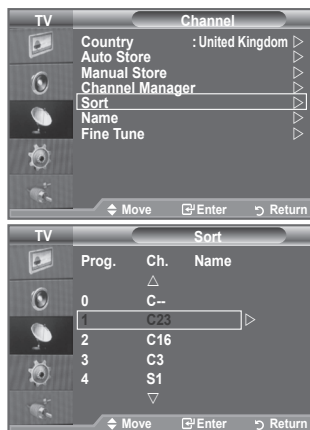 TV Channel
Country : United Kingdom
Auto Store
Manual Store
Channel Manager
Sort
Name
Fine Tune
Move Enter Return
TV Sort
Prog. Ch. Name
0 C--
1 C23
2 C16
3 C3
4 S1
Move Enter Return